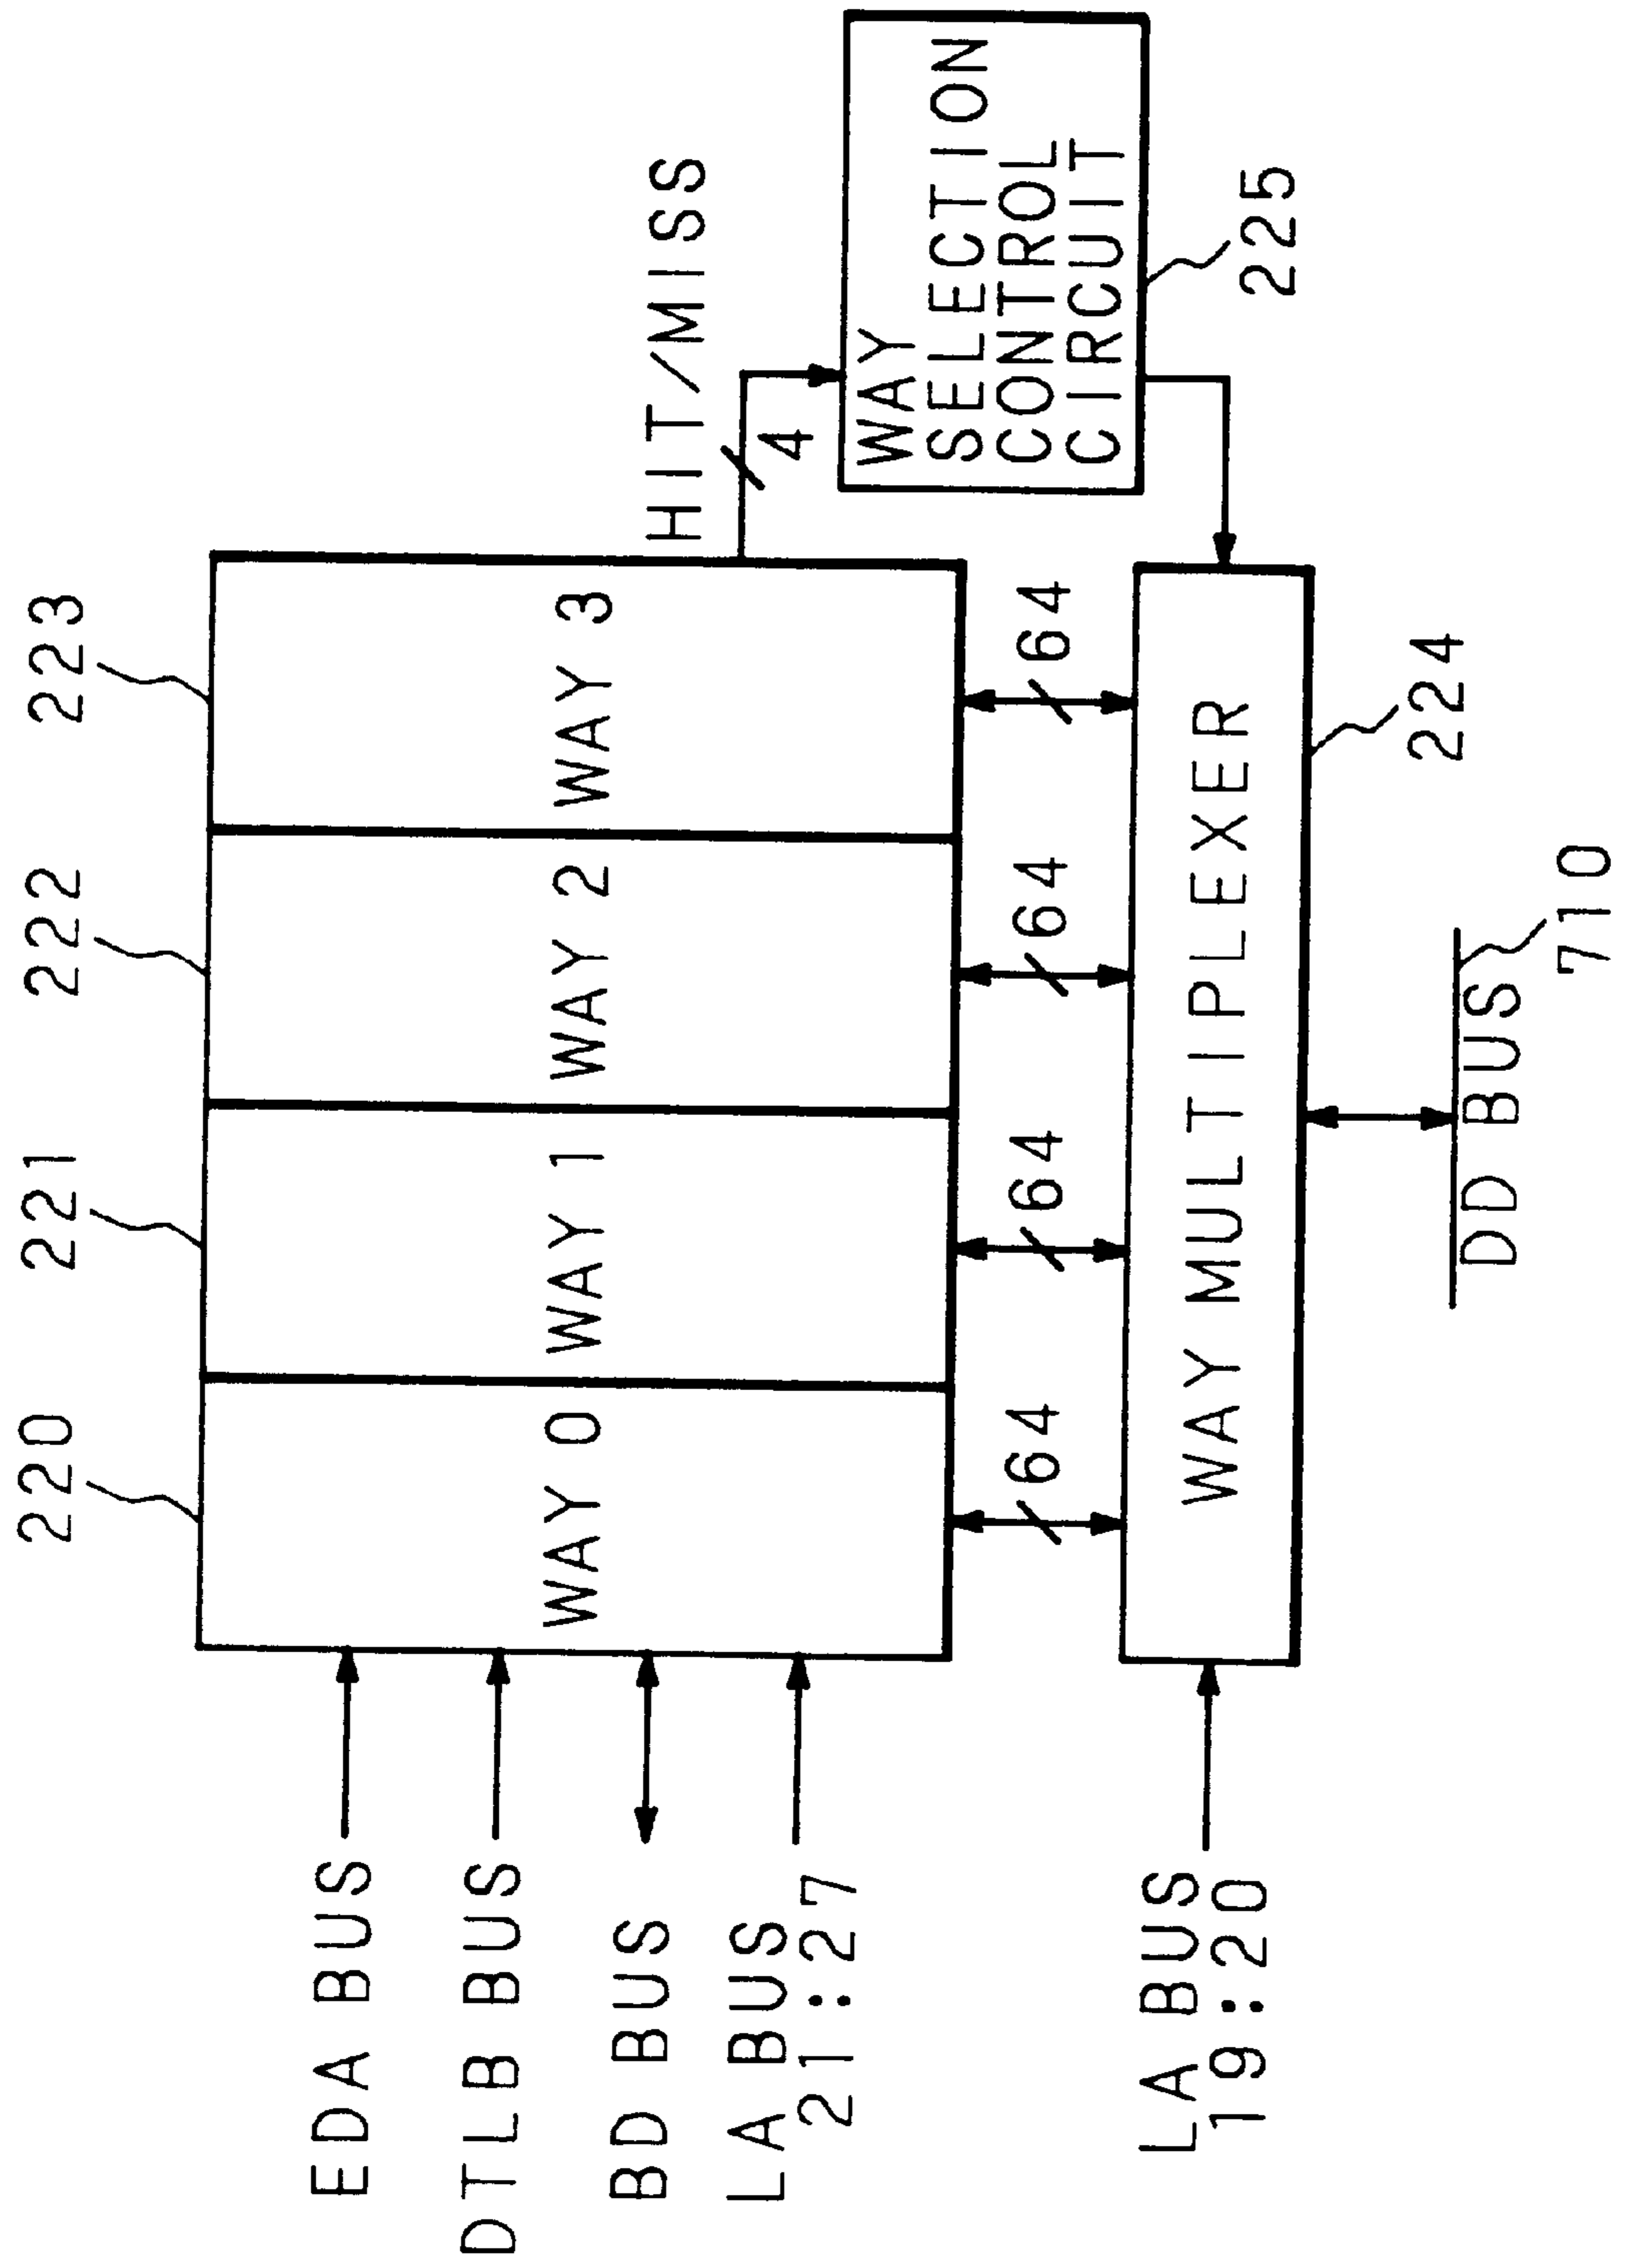 220
221
222
223
EDA BUS
DTLB BUS
BD BUS
LA BUS
21:27
WAY 0
WAY 1
WAY 2
WAY 3
HIT/MISS
4
64
64
64
64
WAY
SELECTION
CONTROL
CIRCUIT
225
LA BUS
19:20
WAY MULTIPLEXER
224
DD BUS
710